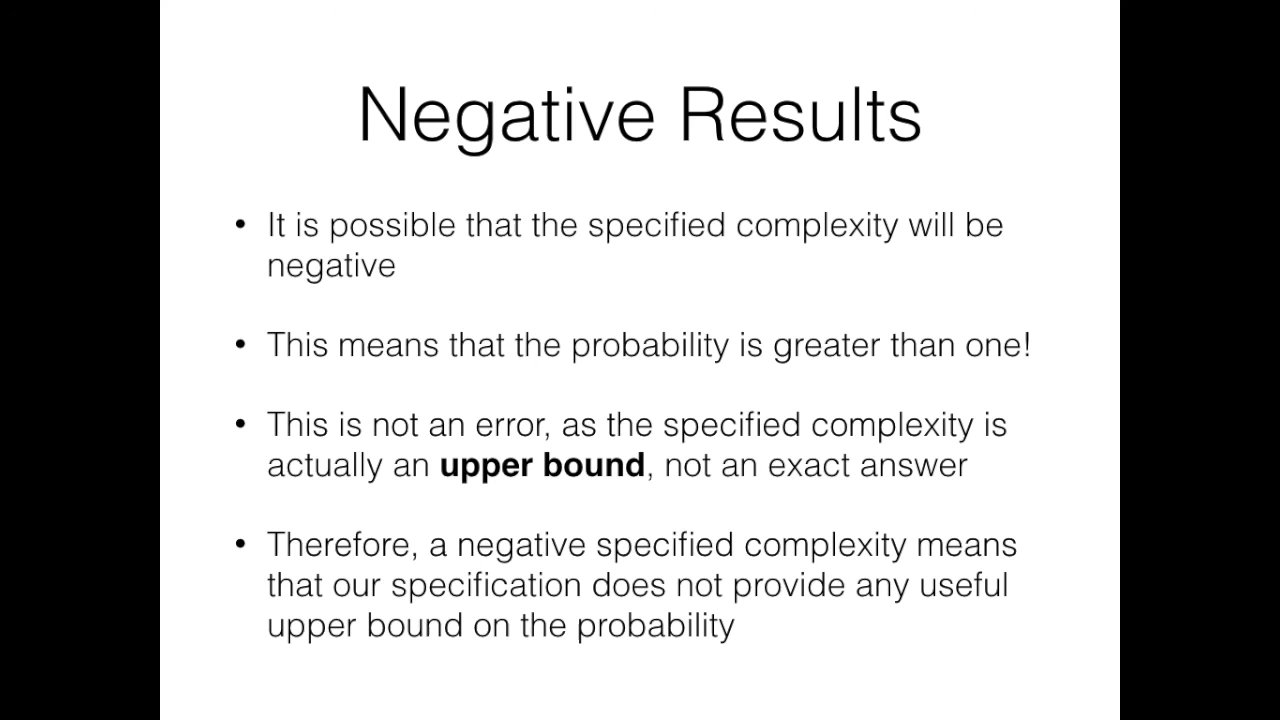 Negative Results
• It is possible that the specified complexity will be
negative
• This means that the probability is greater than one!
• This is not an error, as the specified complexity is
actually an upper bound, not an exact answer
• Therefore, a negative specified complexity means
that our specification does not provide any useful
upper bound on the probability